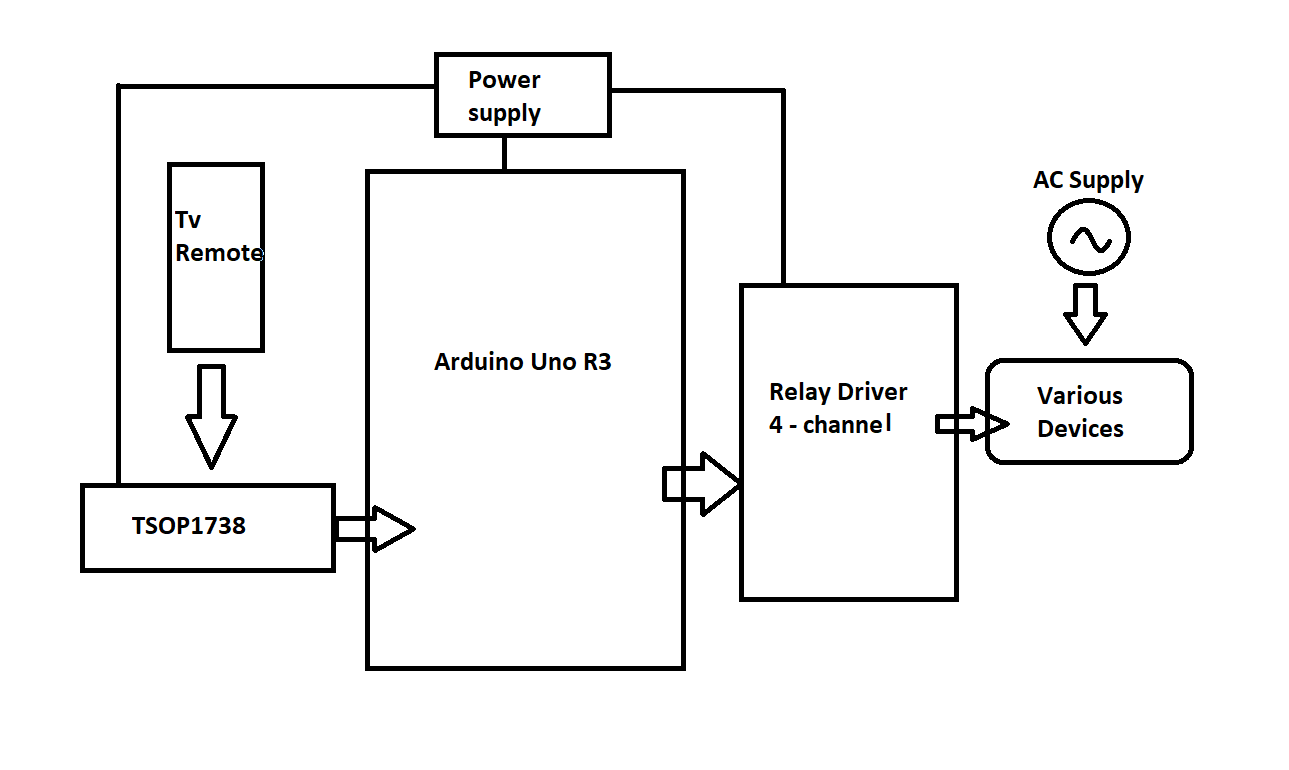 Power
supply
AC Supply
Tv
Remote
Arduino Uno R3
Relay Driver
4 - channel
Various
Devices
TSOP1738